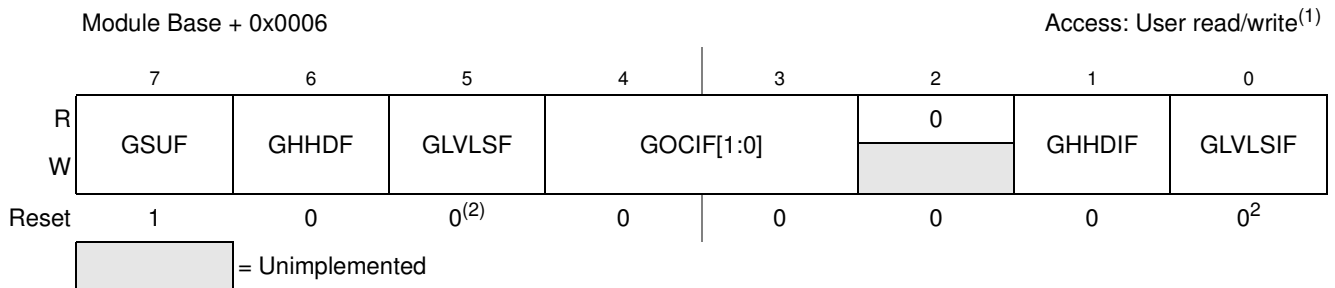 Module Base + 0x0006 Access: User read/write(1)
7 6 5 4 3 2 1 0
R 0
GSUF GHHDF GLVLSF GOCIF[1:0] GHHDIF GLVLSIF
W
Reset 1 0 0(2) 0 0 0 0 02
= Unimplemented